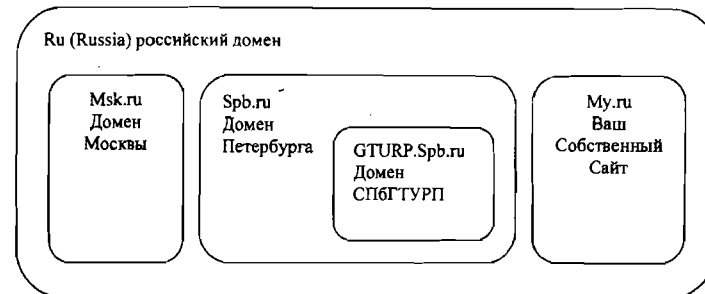 Ru (Russia) российский домен
Msk.ru
Домен
Москвы
Spb.ru
Домен
Петербурга
GTURP.Spb.ru
Домен
СПбГТУРП
My.ru
Ваш
Собственный
Сайт